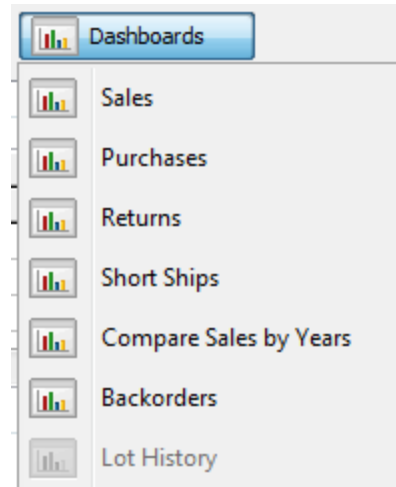 Dashboards
Sales
Purchases
Returns
Short Ships
Compare Sales by Years
Backorders
Lot History